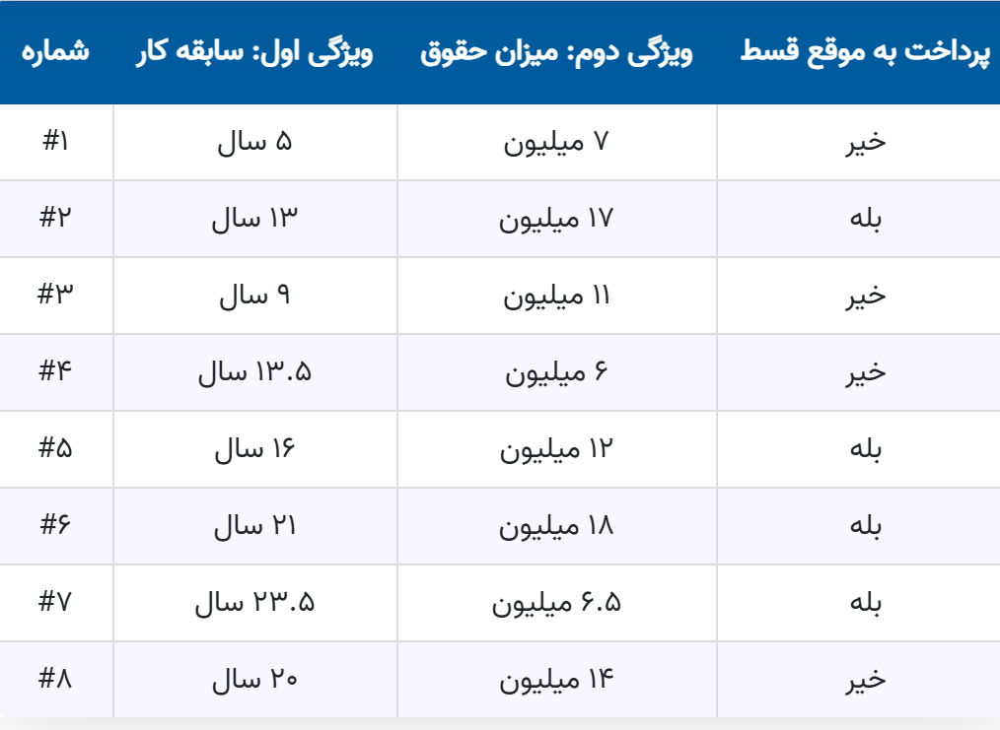 شماره	ویژگی اول: سابقه کار	ویژگی دوم: میزان حقوق	پرداخت به موقع قسط
#۱	۵ سال	۷ میلیون	خیر
#۲	۱۳ سال	۱۷ میلیون	بله
#۳	۹ سال	۱۱ میلیون	خیر
#۴	۱۳.۵ سال	۶ میلیون	خیر
#۵	۱۶ سال	۱۲ میلیون	بله
#۶	۲۱ سال	۱۸ میلیون	بله
#۷	۲۳.۵ سال	۶.۵ میلیون	بله
#۸	۲۰ سال	۱۴ میلیون	خیر